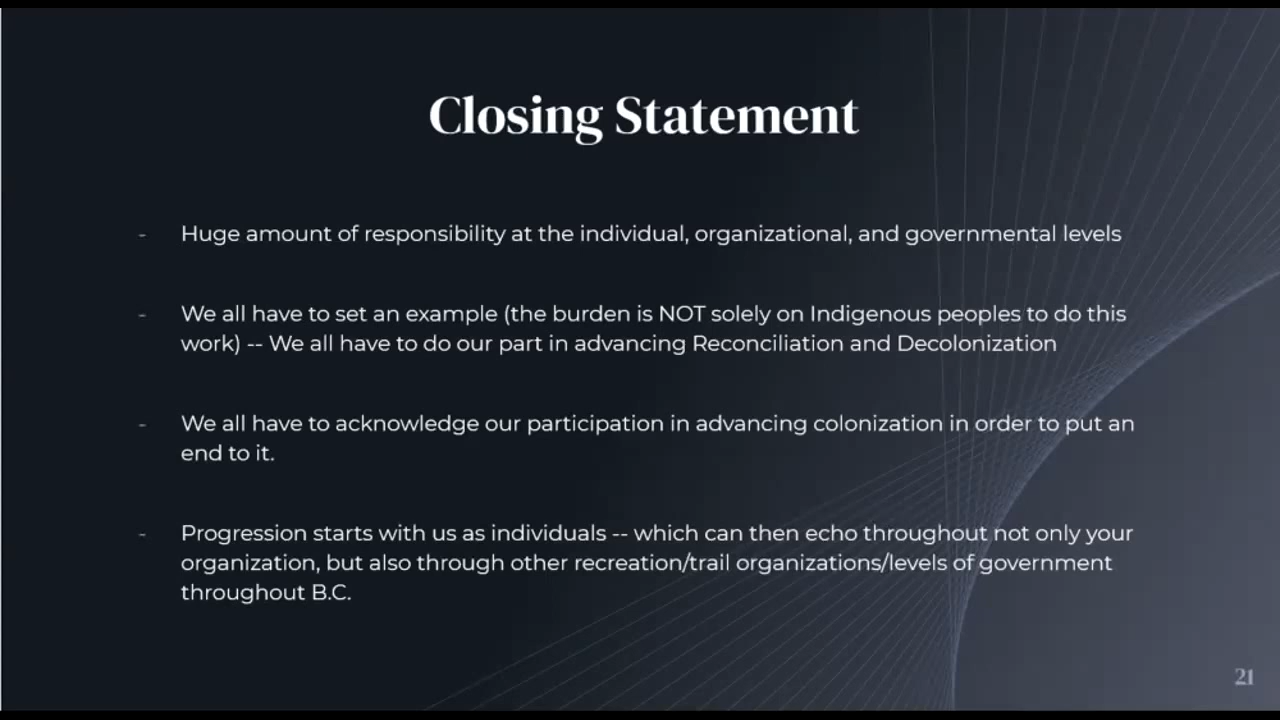 Closing Statement
- Huge amount of responsibility at the individual, organizational, and governmental levels
- We all have to set an example (the burden is NOT solely on Indigenous peoples to do this
work) -- We all have to do our part in advancing Reconciliation and Decolonization
- We all have to acknowledge our participation in advancing colonization in order to put an
end to it.
- Progression starts with us as individuals -- which can then echo throughout not only your
organization, but also through other recreation/trail organizations/levels of government
throughout B.C.
21